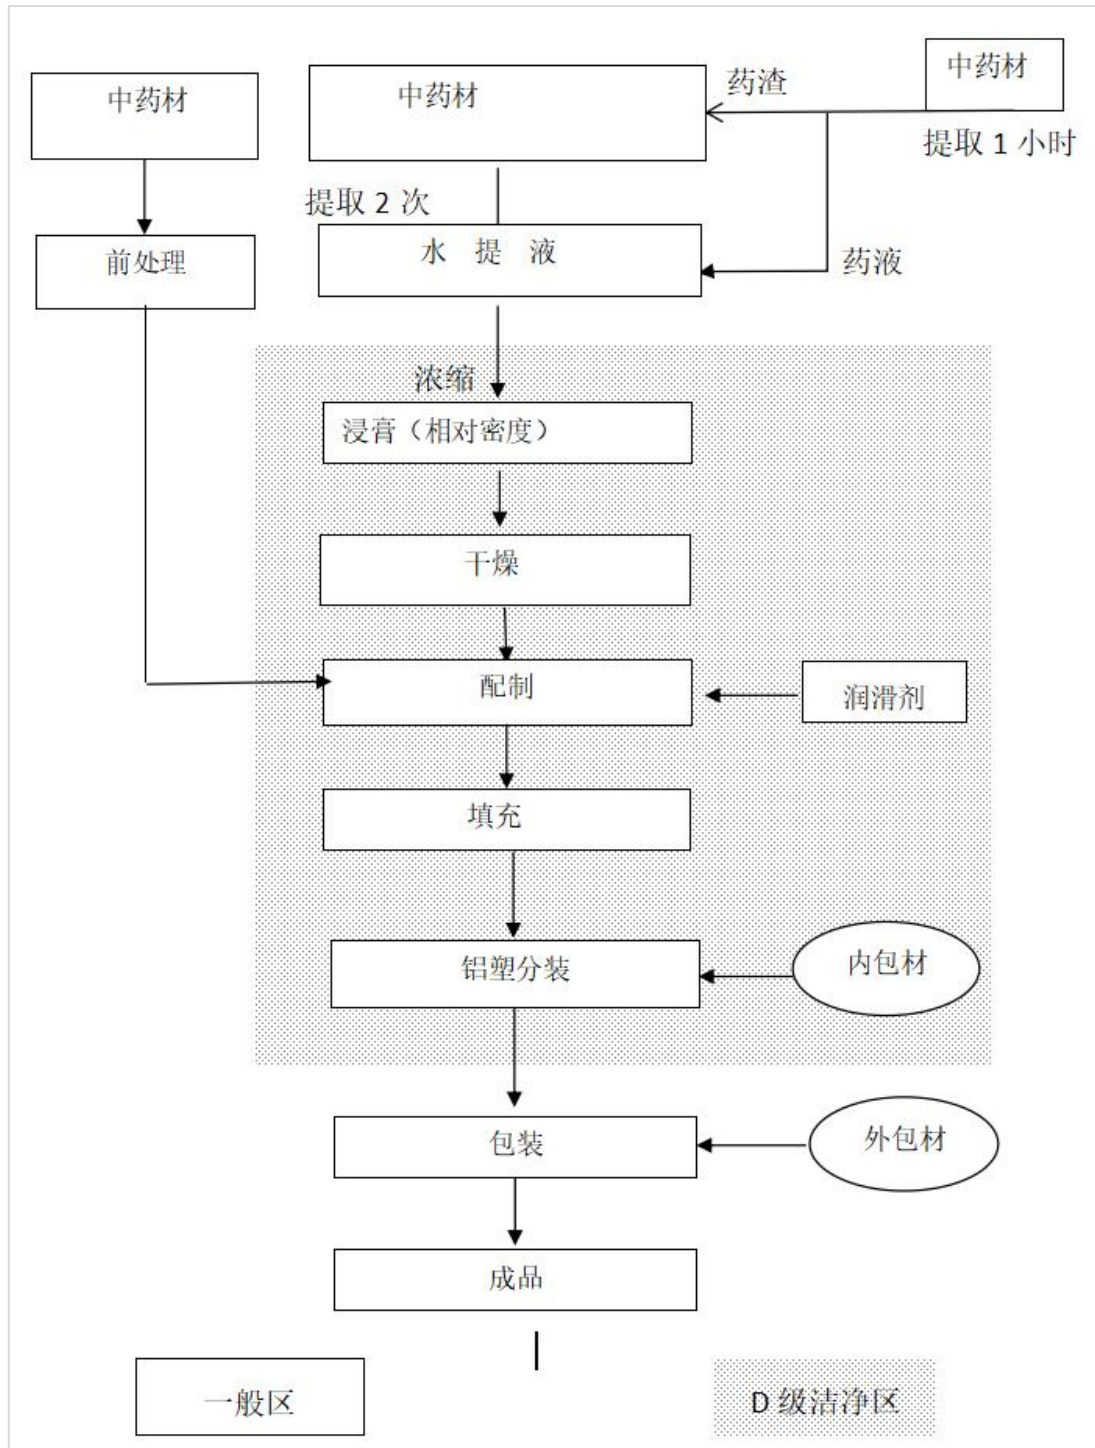 中药材
中药材
药渣
中药材
提取 1 小时
提取 2 次
前处理
水 提 液
药液
浓缩
浸膏（相对密度）
干燥
配制
润滑剂
填充
铝塑分装
内包材
包装
外包材
成品
一般区
D 级洁净区